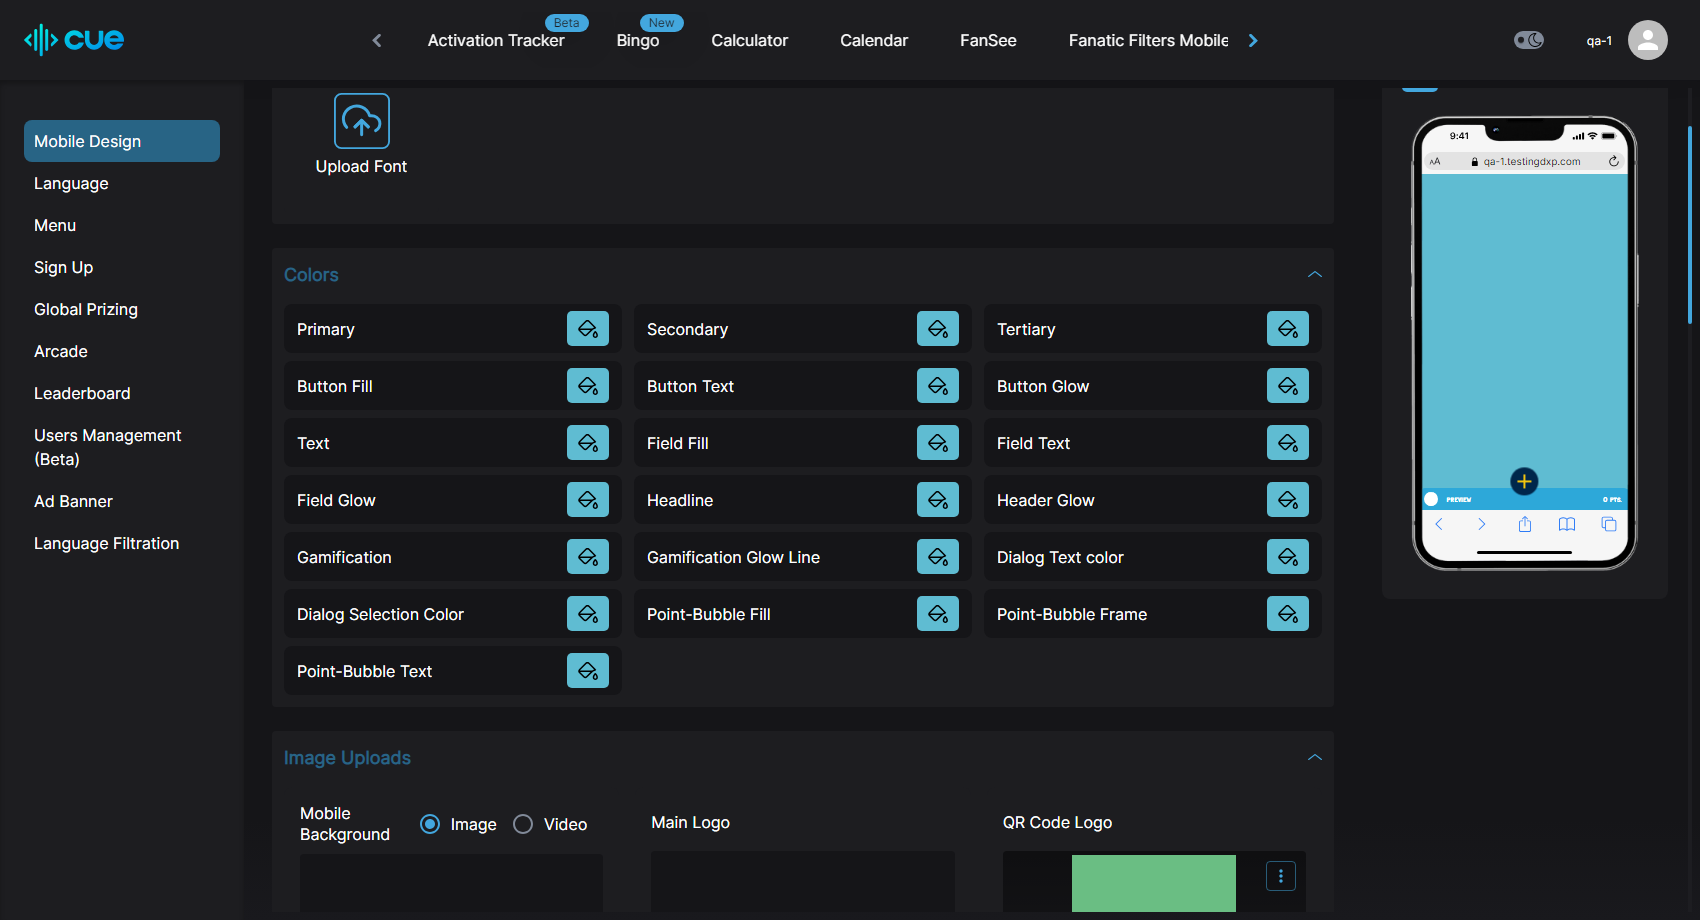 cue
Activation Tracker
Beta
Bingo
New
Calculator
Calendar
FanSee
Fanatic Filters Mobile
qa-1
Mobile Design
Language
Menu
Sign Up
Global Prizing
Arcade
Leaderboard
Users Management
(Beta)
Ad Banner
Language Filtration
Upload Font
Colors
Primary
Secondary
Tertiary
Button Fill
Button Text
Button Glow
Text
Field Fill
Field Text
Field Glow
Headline
Header Glow
Gamification
Gamification Glow Line
Dialog Text color
Dialog Selection Color
Point-Bubble Fill
Point-Bubble Frame
Point-Bubble Text
Image Uploads
Mobile
Background
Image
Video
Main Logo
QR Code Logo
9:41
AA
qa-1.testingdxp.com
PREVIEW
0 PTS.